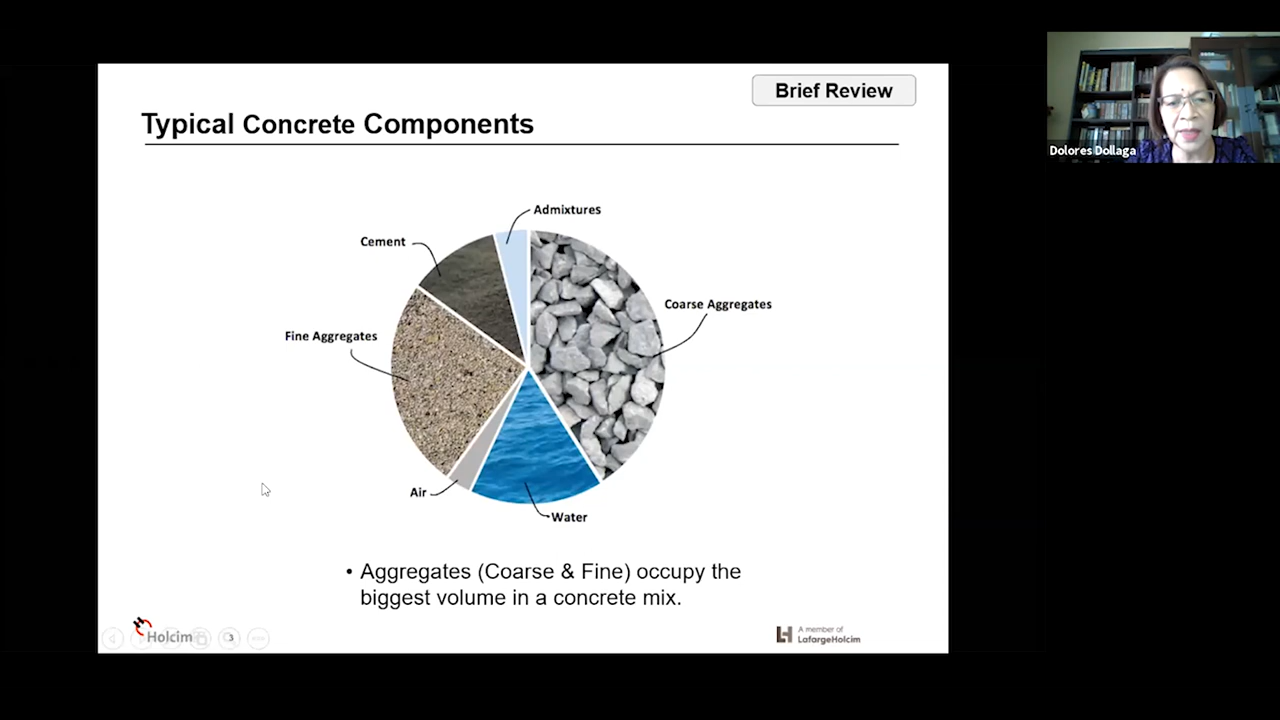 Brief Review
Typical Concrete Components
Dolores Dollaga
Admixtures
Cement
Coarse Aggregates
Fine Aggregates
Air
Water
• Aggregates (Coarse & Fine) occupy the
biggest volume in a concrete mix.
Holcim
3
A member of
LafargeHolcim